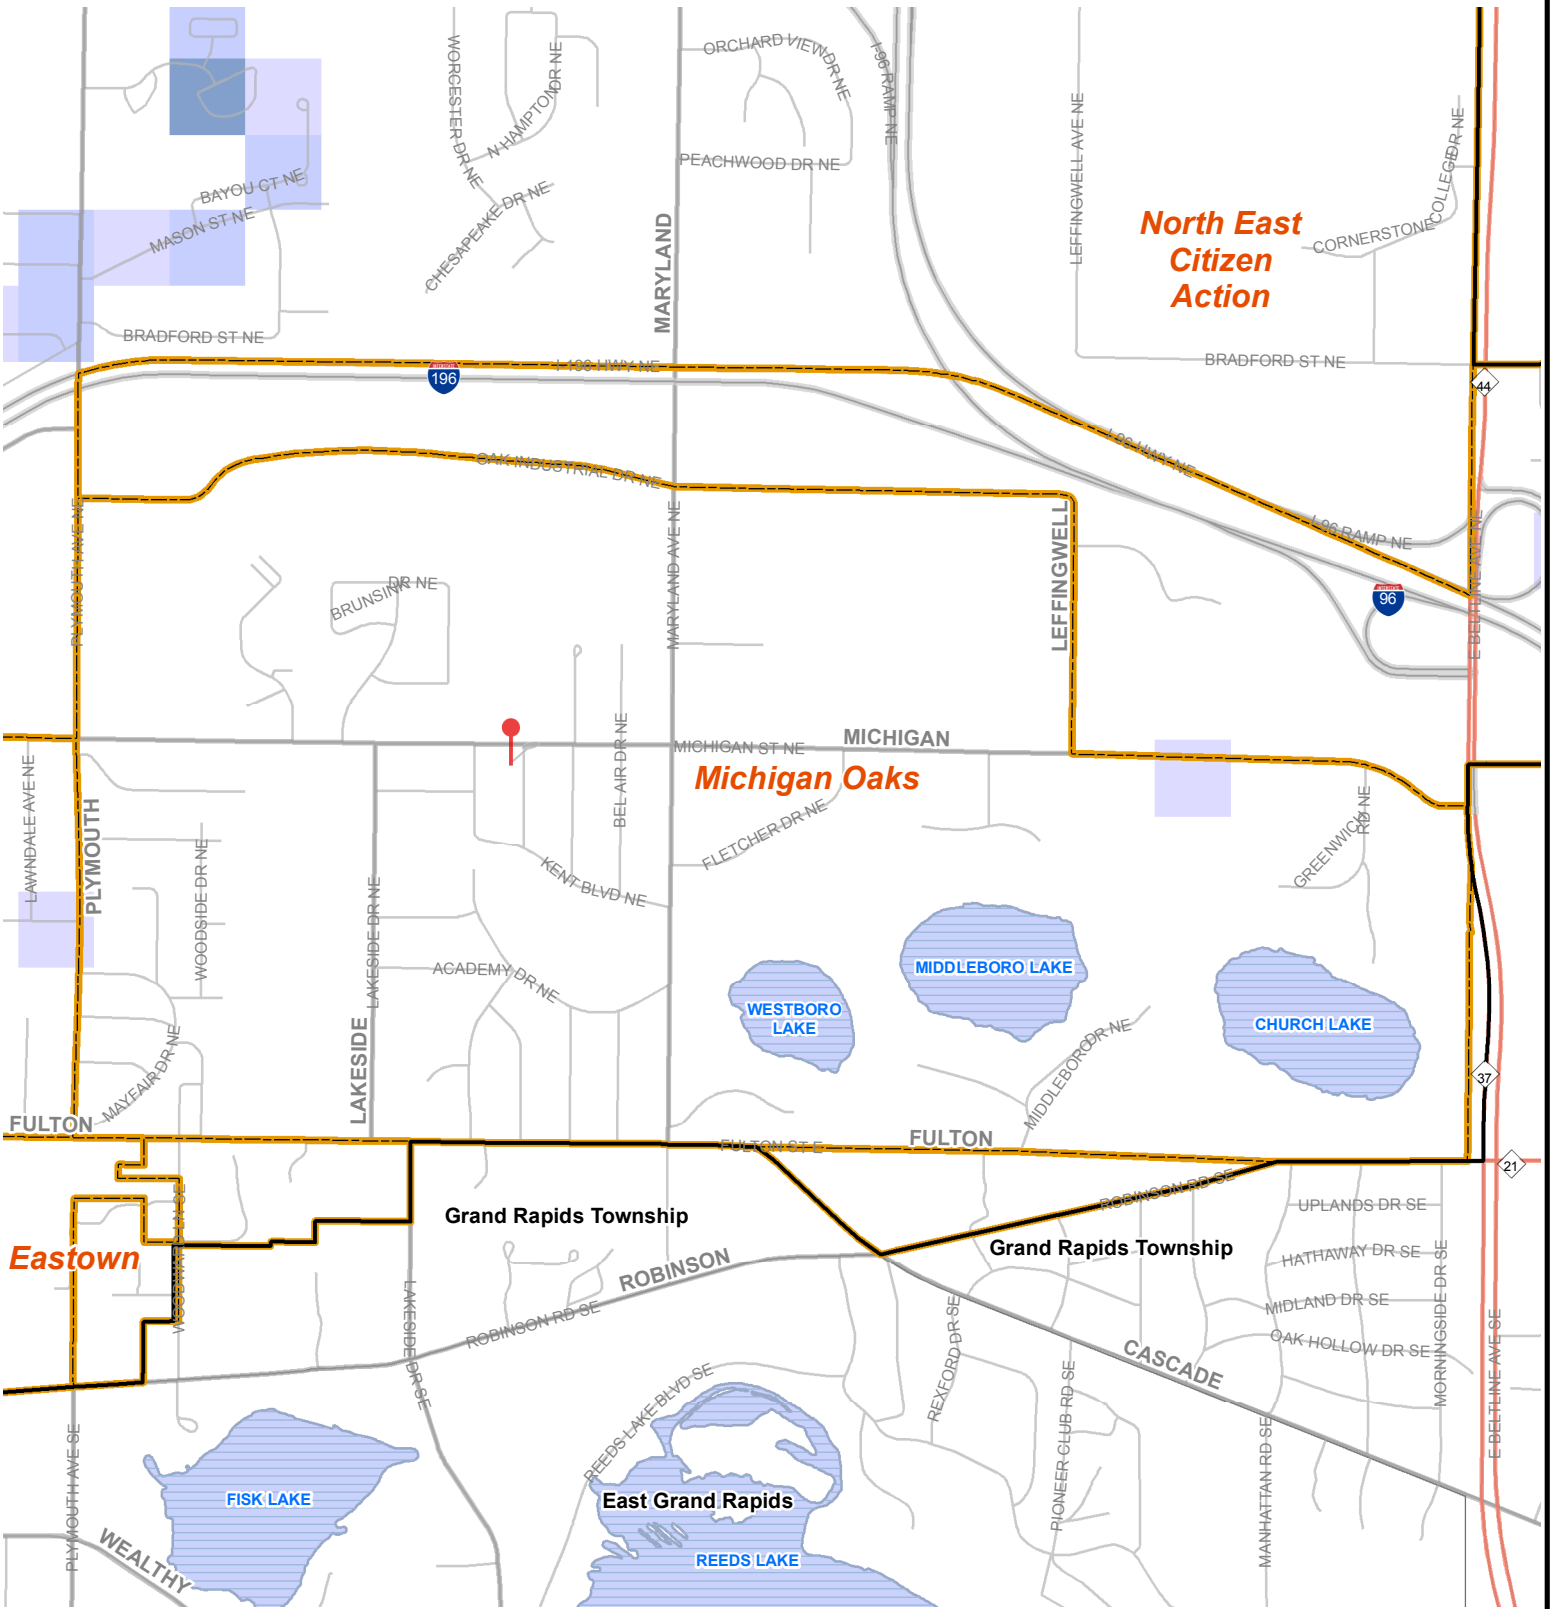 WORCESTER DR NE
N HAMPTON DR NE
ORCHARD VIEW DR NE
I-96 RAMP NE
PEACHWOOD DR NE
LEFFINGWELL AVE NE
COLLEGE DR NE
CORNERSTONE
BAYOU CT NE
MASON ST NE
CHESAPEAKE DR NE
MARYLAND
North East
Citizen
Action
BRADFORD ST NE
I-196 HWY NE
196
BRADFORD ST NE
44
I-96 HWY NE
OAK INDUSTRIAL DR NE
PLYMOUTH AVE NE
MARYLAND AVE NE
LEFFINGWELL
I-96 RAMP NE
E BELTLINE AVE NE
96
BRUNSINK DR NE
MICHIGAN ST NE
MICHIGAN
Michigan Oaks
BEL AIR DR NE
LAWNDALE AVE NE
PLYMOUTH
WOODSIDE DR NE
KENT BLVD NE
FLETCHER DR NE
GREENWICH RD NE
LAKESIDE DR NE
ACADEMY DR NE
WESTBORO
LAKE
MIDDLEBORO LAKE
CHURCH LAKE
MIDDLEBORO DR NE
MAYFAIR DR NE
LAKESIDE
37
FULTON
FULTON ST E
FULTON
21
ROBINSON RD SE
Grand Rapids Township
Grand Rapids Township
Eastown
UPLANDS DR SE
HATHAWAY DR SE
MIDLAND DR SE
OAK HOLLOW DR SE
MORNINGSIDE DR SE
E BELTLINE AVE SE
ROBINSON
ROBINSON RD SE
LAKESIDE DR SE
REXFORD DR SE
CASCADE
REEDS LAKE BLVD SE
PIONEER CLUB RD SE
MANHATTAN RD SE
PLYMOUTH AVE SE
FISK LAKE
East Grand Rapids
REEDS LAKE
WEALTHY